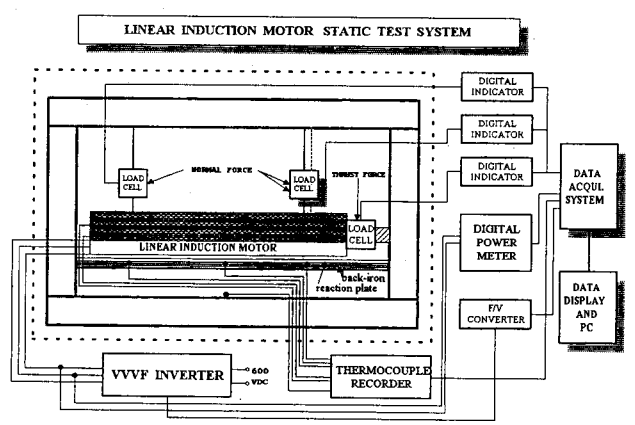 LINEAR INDUCTION MOTOR STATIC TEST SYSTEM
DIGITAL
INDICATOR
DIGITAL
INDICATOR
DIGITAL
INDICATOR
LOAD
CELL
NORMAL FORCE
LOAD
CELL
THRUST FORCE
LOAD
CELL
LINEAR INDUCTION MOTOR
back-iron
reaction plate
DATA
ACQUI.
SYSTEM
DIGITAL
POWER
METER
F/V
CONVERTER
DATA
DISPLAY
AND
PC
VVVF INVERTER
600
VDC
THERMOCOUPLE
RECORDER